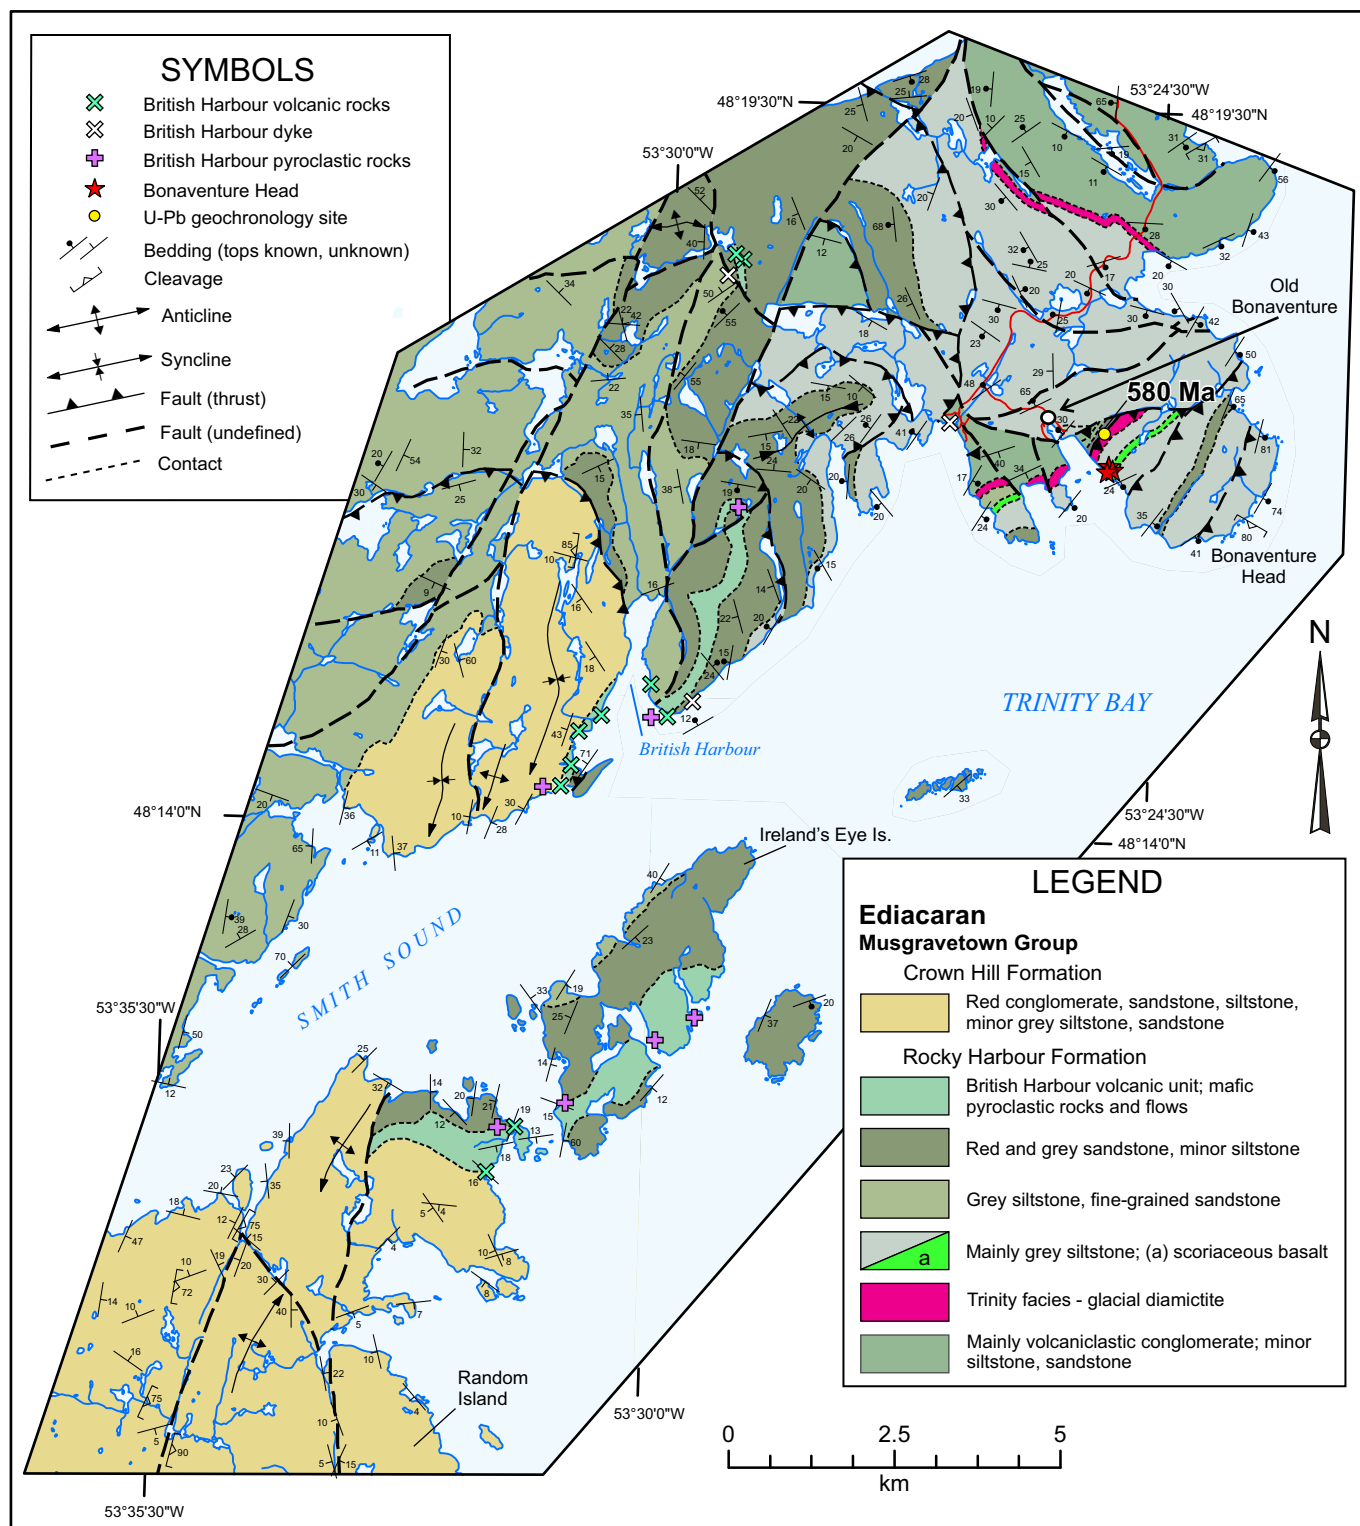 SYMBOLS
British Harbour volcanic rocks
British Harbour dyke
British Harbour pyroclastic rocks
Bonaventure Head
U-Pb geochronology site
Bedding (tops known, unknown)
Cleavage
Anticline
Syncline
Fault (thrust)
Fault (undefined)
Contact
48°19'30"N
53°30'0"W
53°24'30"W
48°19'30"N
Old
Bonaventure
580 Ma
Bonaventure
Head
N
TRINITY BAY
British Harbour
48°14'0"N
53°24'30"W
48°14'0"N
Ireland's Eye Is.
SMITH SOUND
53°35'30"W
Random
Island
53°30'0"W
53°35'30"W
0 2.5 5
km
LEGEND
Ediacaran
Musgravetown Group
Crown Hill Formation
Red conglomerate, sandstone, siltstone,
minor grey siltstone, sandstone
Rocky Harbour Formation
British Harbour volcanic unit; mafic
pyroclastic rocks and flows
Red and grey sandstone, minor siltstone
Grey siltstone, fine-grained sandstone
a
Mainly grey siltstone; (a) scoriaceous basalt
Trinity facies - glacial diamictite
Mainly volcaniclastic conglomerate; minor
siltstone, sandstone